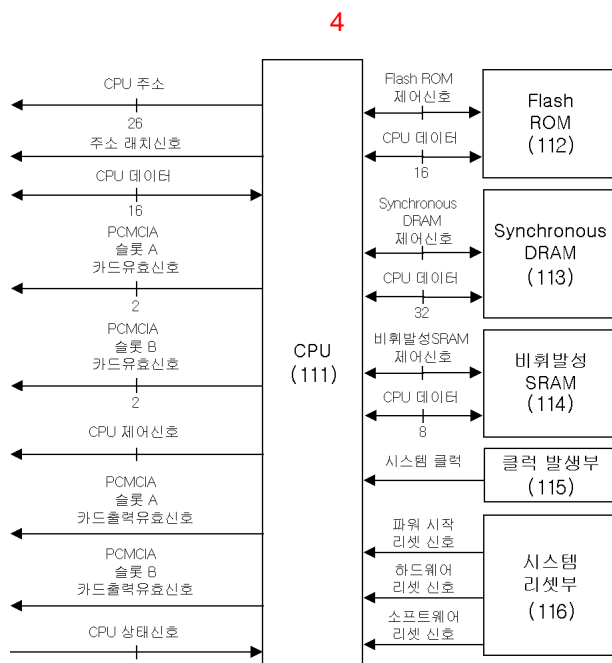 4
CPU 주소
26
주소 래치신호
CPU 데이터
16
PCMCIA
슬롯 A
카드유효신호
2
PCMCIA
슬롯 B
카드유효신호
2
CPU 제어신호
PCMCIA
슬롯 A
카드출력유효신호
PCMCIA
슬롯 B
카드출력유효신호
CPU 상태신호
CPU
(111)
Flash ROM
제어신호
CPU 데이터
16
Flash
ROM
(112)
Synchronous
DRAM
제어신호
CPU 데이터
32
Synchronous
DRAM
(113)
비휘발성SRAM
제어신호
CPU 데이터
8
비휘발성
SRAM
(114)
시스템 클럭
클럭 발생부
(115)
파워 시작
리셋 신호
하드웨어
리셋 신호
소프트웨어
리셋 신호
시스템
리셋부
(116)